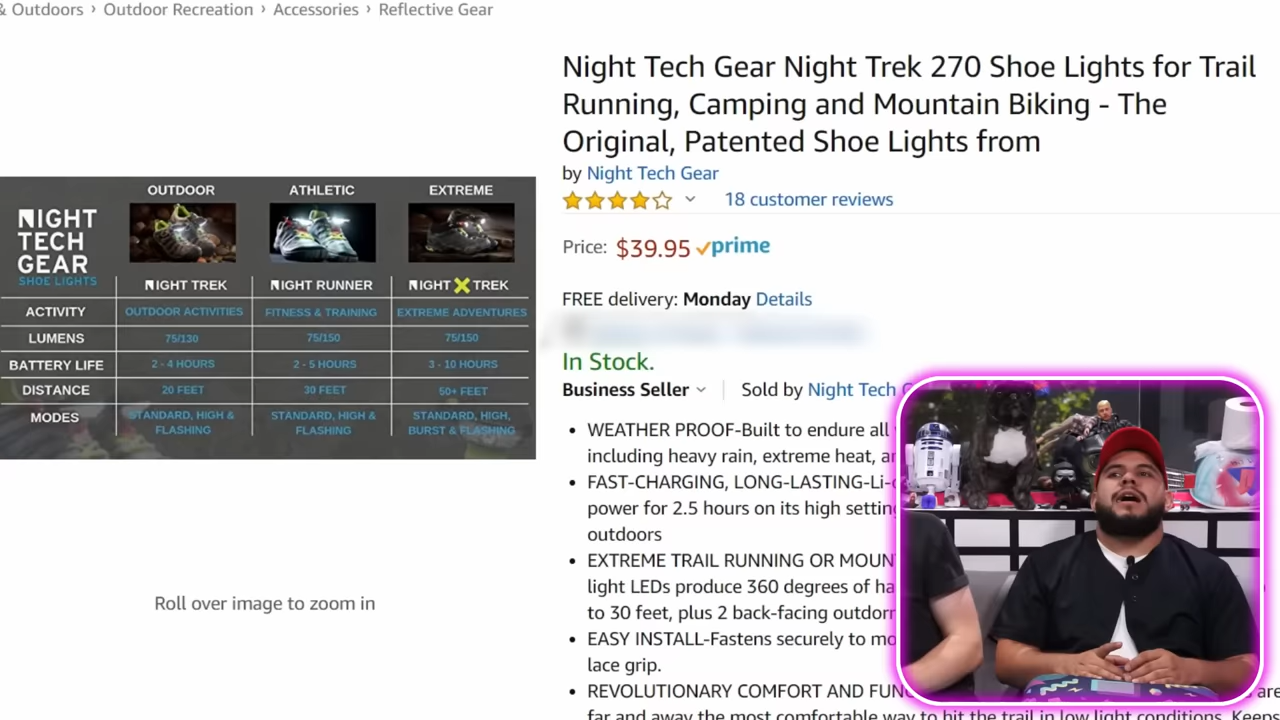 & Outdoors › Outdoor Recreation › Accessories › Reflective Gear
Night Tech Gear Night Trek 270 Shoe Lights for Trail
Running, Camping and Mountain Biking - The
Original, Patented Shoe Lights from
by Night Tech Gear
18 customer reviews
Price: $39.95 prime
FREE delivery: Monday Details
In Stock.
Business Seller | Sold by Night Tech
WEATHER PROOF-Built to endure all
including heavy rain, extreme heat,
FAST-CHARGING, LONG-LASTING-Li-
power for 2.5 hours on its high setting
outdoors
EXTREME TRAIL RUNNING OR
light LEDs produce 360 degrees of
to 30 feet, plus 2 back-facing
EASY INSTALL-Fastens securely to
lace grip.
REVOLUTIONARY COMFORT AND are
far and away the most comfortable way to hit the trail in low light conditions. Keeps
NIGHT
TECH
GEAR
SHOE LIGHTS
OUTDOOR ATHLETIC EXTREME
NIGHT TREK NIGHT RUNNER NIGHT X TREK
ACTIVITY OUTDOOR ACTIVITIES FITNESS & TRAINING EXTREME ADVENTURES
LUMENS 75/130 75/150 75/150
BATTERY LIFE 2 - 4 HOURS 2 - 5 HOURS 3 - 10 HOURS
DISTANCE 20 FEET 30 FEET 50+ FEET
MODES STANDARD, HIGH & STANDARD, HIGH & STANDARD, HIGH,
FLASHING FLASHING BURST & FLASHING
Roll over image to zoom in